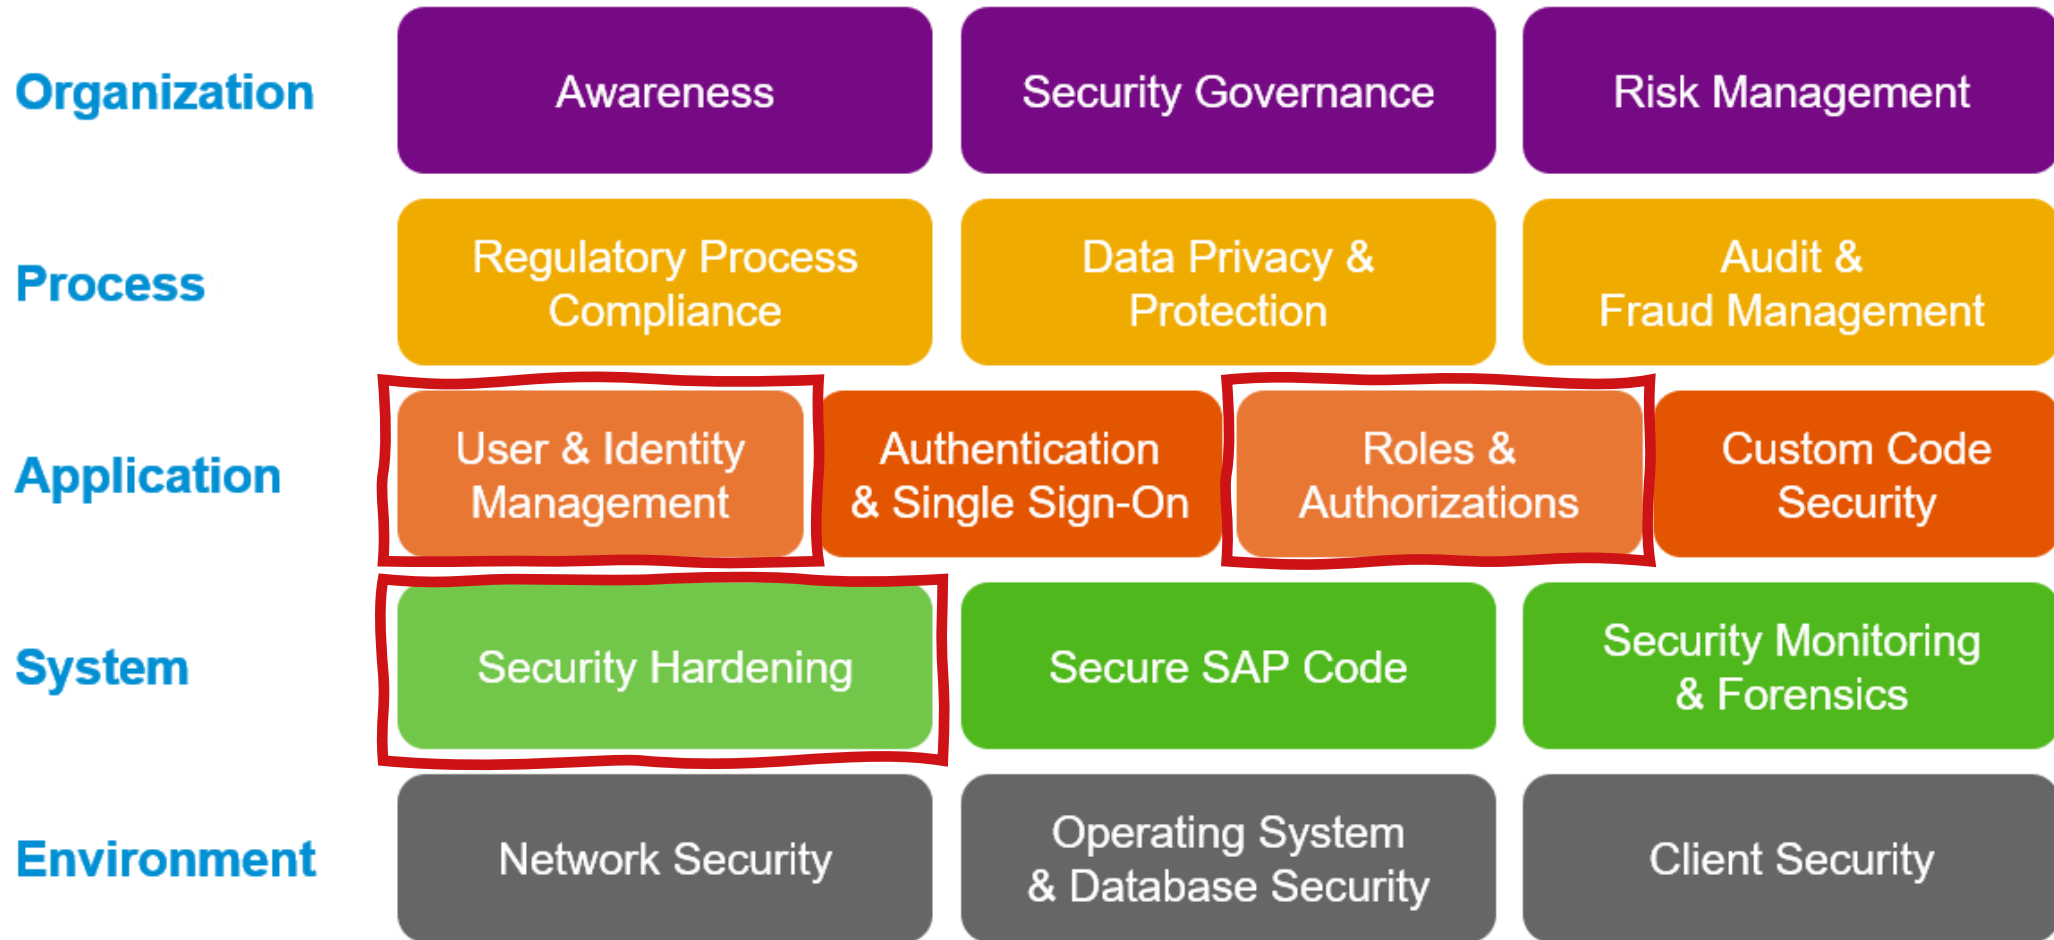 Organization
Awareness
Security Governance
Risk Management
Process
Regulatory Process
Compliance
Data Privacy &
Protection
Audit &
Fraud Management
Application
User & Identity
Management
Authentication
& Single Sign-On
Roles &
Authorizations
Custom Code
Security
System
Security Hardening
Secure SAP Code
Security Monitoring
& Forensics
Environment
Network Security
Operating System
& Database Security
Client Security